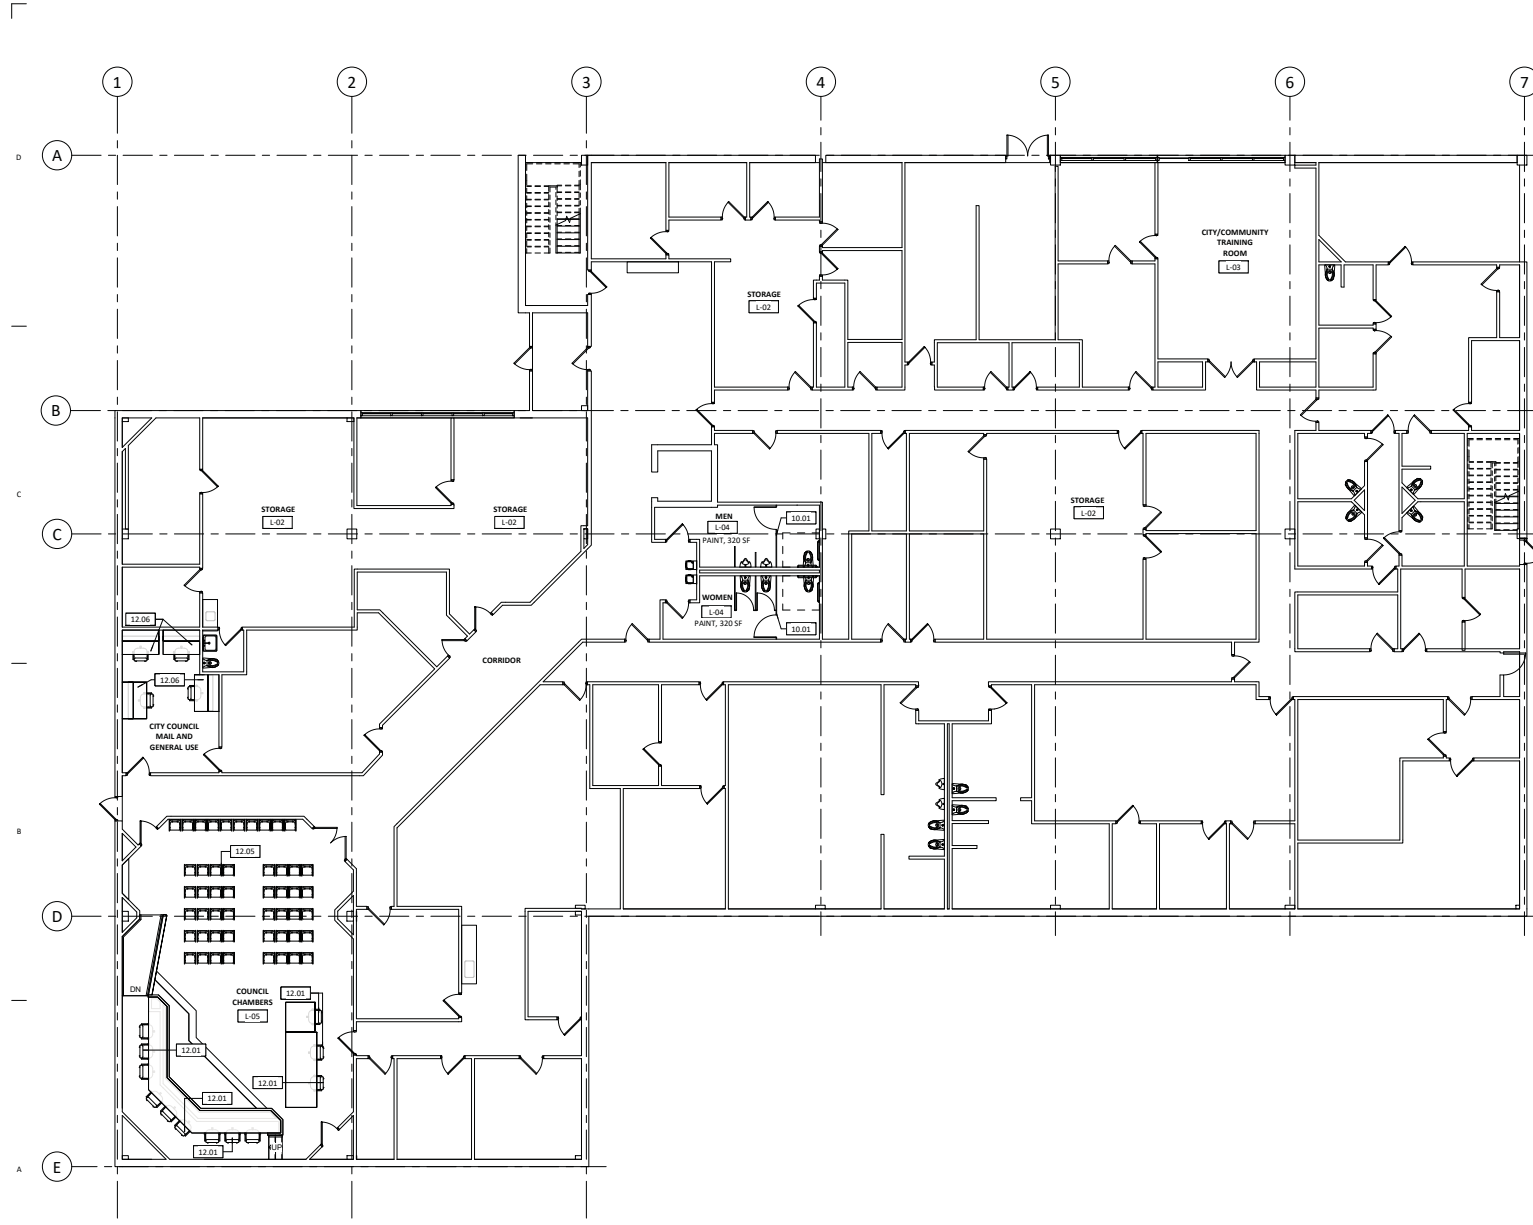 1
2
3
4
5
6
7
D
A
CITY/COMMUNITY
TRAINING
ROOM
L-03
STORAGE
L-02
B
C
STORAGE
L-02
STORAGE
L-02
STORAGE
L-02
C
MEN
L-04
PAINT, 320 SF
10.01
WOMEN
L-04
PAINT, 320 SF
10.01
12.06
CORRIDOR
12.06
CITY COUNCIL
MAIL AND
GENERAL USE
B
12.05
D
DN
COUNCIL
CHAMBERS
L-05
12.01
12.01
12.01
12.01
12.01
UP
A
E